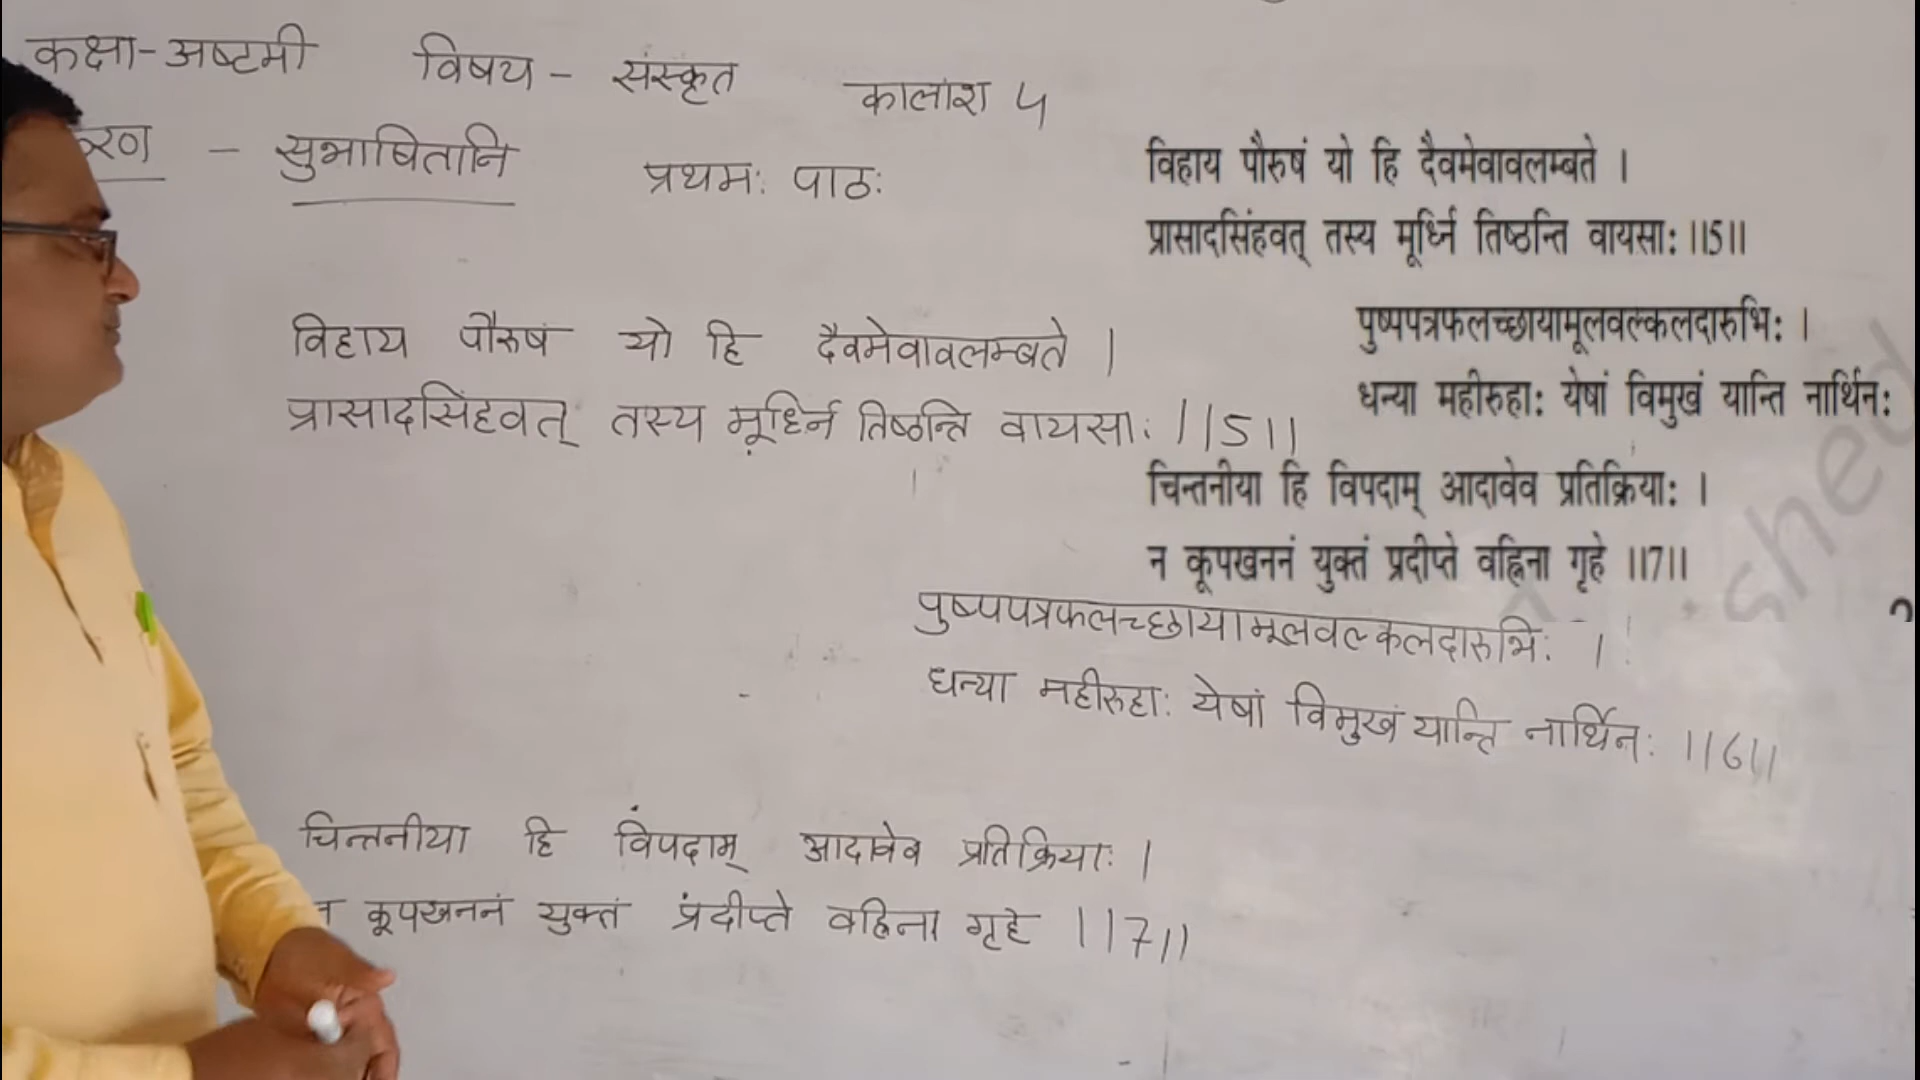 कक्षा-अष्टमी विषय - संस्कृत कालांश 5
- सुभाषितानि प्रथमः पाठः
विहाय पौरुषं यो हि दैवमेवावलम्बते ।
प्रासादसिंहवत् तस्य मूर्ध्नि तिष्ठन्ति वायसाः ।।5।।
पुष्पपत्रफलच्छायामूलवल्कलदारुभिः ।
धन्या महीरुहाः येषां विमुखं यान्ति नार्थिनः
चिन्तनीया हि विपदाम् आदावेव प्रतिक्रियाः ।
न कूपखननं युक्तं प्रदीप्ते वह्निना गृहे ।।7।।
shed
विहाय पौरुषं यो हि दैवमेवावलम्बते ।
प्रासादसिंहवत् तस्य मूर्ध्नि तिष्ठन्ति वायसाः ।।5।।
पुष्पपत्रफलच्छायामूलवल्कलदारुभिः ।
धन्या महीरुहाः येषां विमुखं यान्ति नार्थिनः ।।6।।
चिन्तनीया हि विपदाम् आदावेव प्रतिक्रियाः ।
न कूपखननं युक्तं प्रदीप्ते वह्निना गृहे ।।7।।